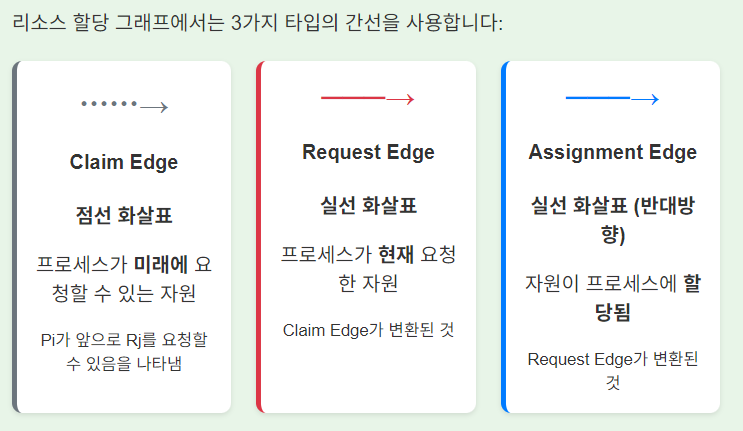 리소스 할당 그래프에서는 3가지 타입의 간선을 사용합니다:
Claim Edge
점선 화살표
프로세스가 미래에 요
청할 수 있는 자원
Pi가 앞으로 Rj를 요청할
수 있음을 나타냄
Request Edge
실선 화살표
프로세스가 현재 요청
한 자원
Claim Edge가 변환된 것
Assignment Edge
실선 화살표 (반대방
향)
자원이 프로세스에 할
당됨
Request Edge가 변환된
것